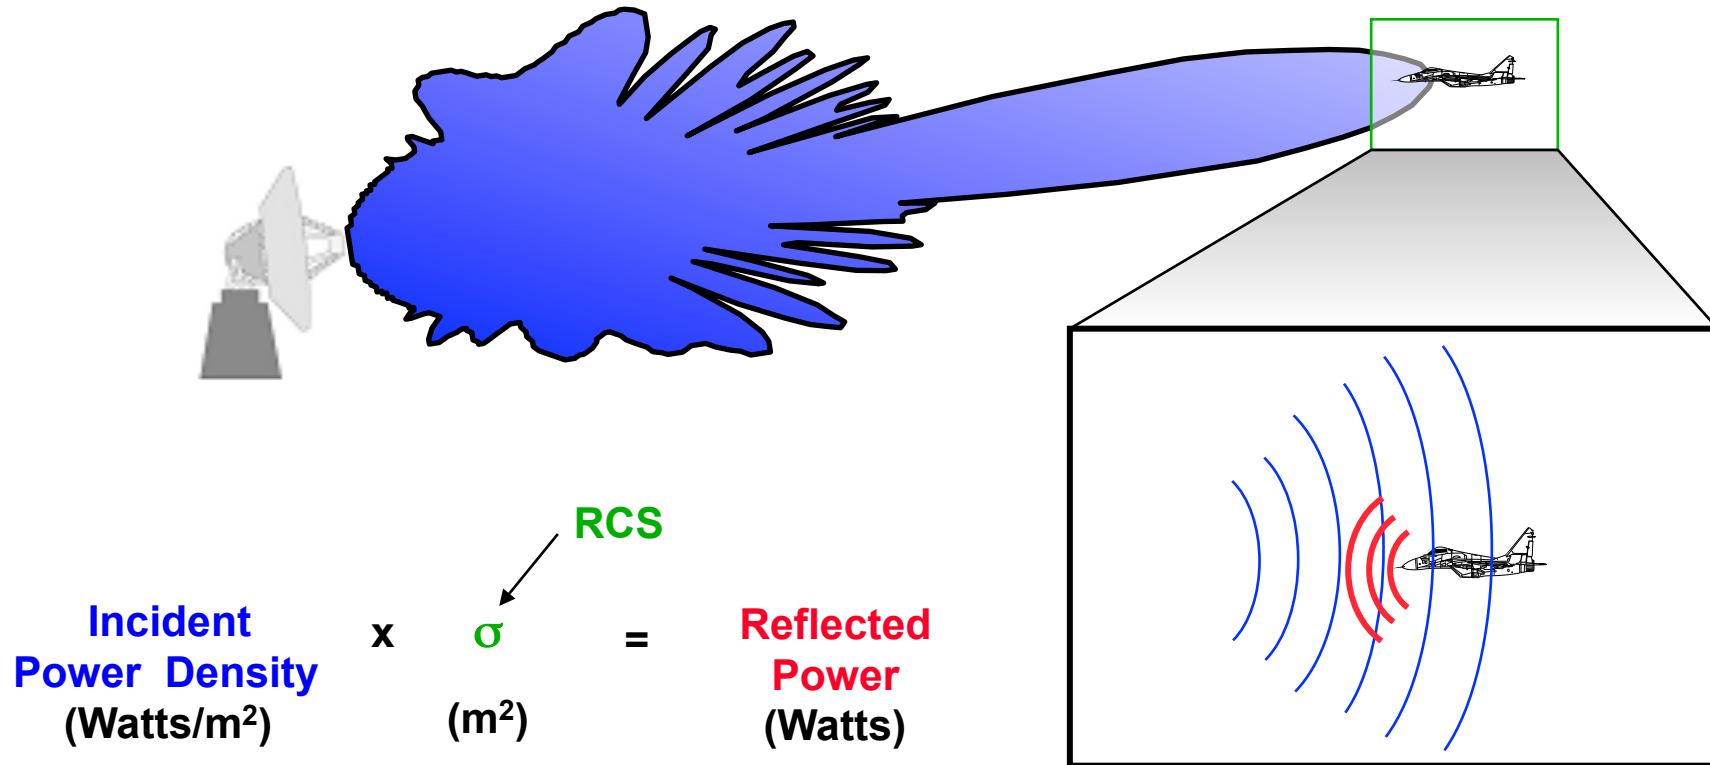 RCS
Incident
Power Density
(Watts/m²)
x
σ
(m²)
=
Reflected
Power
(Watts)